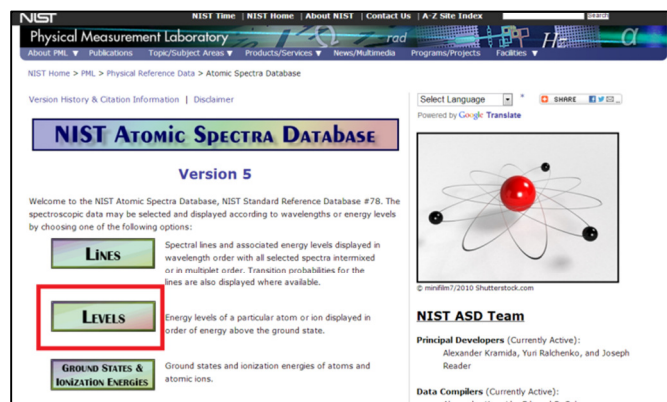 NIST
NIST Time | NIST Home | About NIST | Contact Us | A-Z Site Index
Search
Physical Measurement Laboratory
rad
Hz
α
About PML ▼ Publications Topic/Subject Areas ▼ Products/Services ▼ News/Multimedia Programs/Projects Facilities ▼
NIST Home > PML > Physical Reference Data > Atomic Spectra Database
Version History & Citation Information | Disclaimer
Select Language
* SHARE
Powered by Google Translate
NIST ATOMIC SPECTRA DATABASE
Version 5
Welcome to the NIST Atomic Spectra Database, NIST Standard Reference Database #78. The
spectroscopic data may be selected and displayed according to wavelengths or energy levels
by choosing one of the following options:
LINES
Spectral lines and associated energy levels displayed in
wavelength order with all selected spectra intermixed
or in multiplet order. Transition probabilities for the
lines are also displayed where available.
LEVELS
Energy levels of a particular atom or ion displayed in
order of energy above the ground state.
GROUND STATES &
IONIZATION ENERGIES
Ground states and ionization energies of atoms and
atomic ions.
© minifilm7/2010 Shutterstock.com
NIST ASD Team
Principal Developers (Currently Active):
Alexander Kramida, Yuri Ralchenko, and Joseph
Reader
Data Compilers (Currently Active):